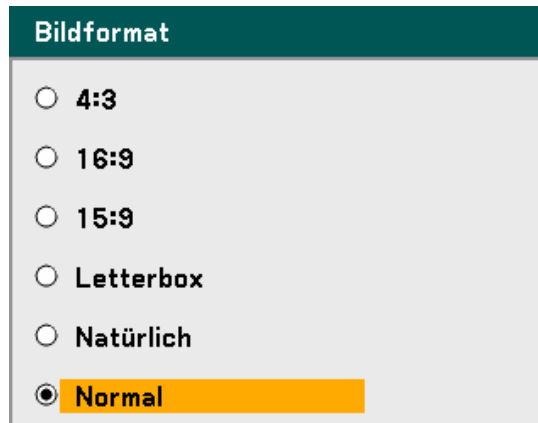 Bildformat
4:3
16:9
15:9
Letterbox
Natürlich
Normal